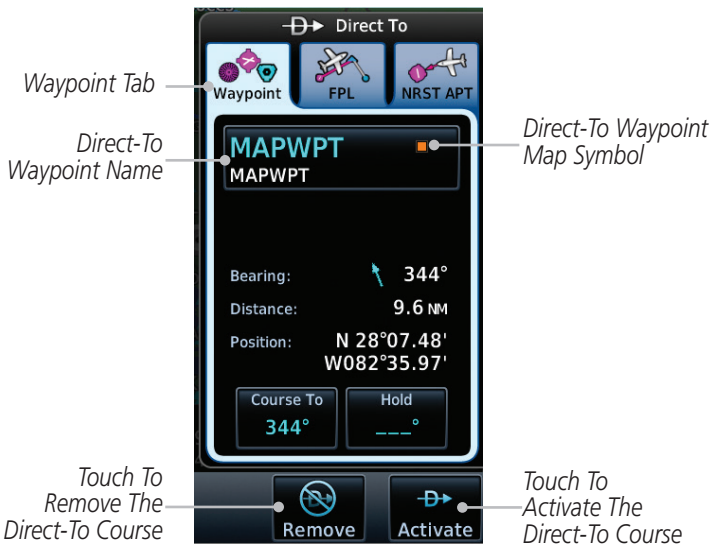 Direct To
Waypoint
FPL
NRST APT
Waypoint Tab
Direct-To
Waypoint Name
MAPWPT
MAPWPT
Direct-To Waypoint
Map Symbol
Bearing: 344°
Distance: 9.6 NM
Position: N 28°07.48'
W082°35.97'
Course To
344°
Hold
___°
Touch To
Remove The
Direct-To Course
Remove
Activate
Touch To
Activate The
Direct-To Course